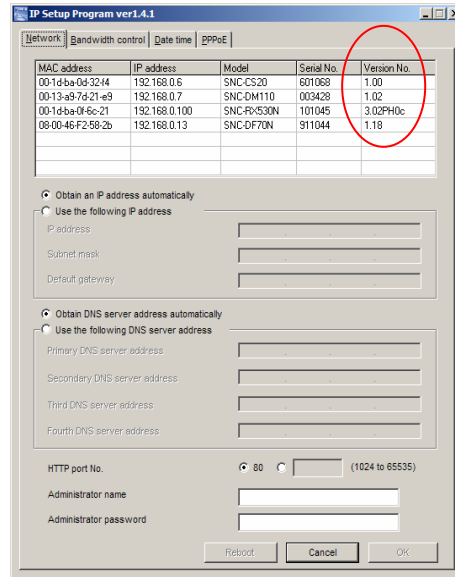 IP Setup Program ver1.4.1
Network Bandwidth control Date time PPPoE
MAC address IP address Model Serial No. Version No.
00-1d-ba-0d-32-f4 192.168.0.6 SNC-CS20 601068 1.00
00-13-a9-7d-21-e9 192.168.0.7 SNC-DM110 003428 1.02
00-1d-ba-0f-6c-21 192.168.0.100 SNC-RX530N 101045 3.02PH0c
08-00-46-F2-58-2b 192.168.0.13 SNC-DF70N 911044 1.18
Obtain an IP address automatically
Use the following IP address
IP address
Subnet mask
Default gateway
Obtain DNS server address automatically
Use the following DNS server address
Primary DNS server address
Secondary DNS server address
Third DNS server address
Fourth DNS server address
HTTP port No. 80 (1024 to 65535)
Administrator name
Administrator password
Reboot Cancel OK